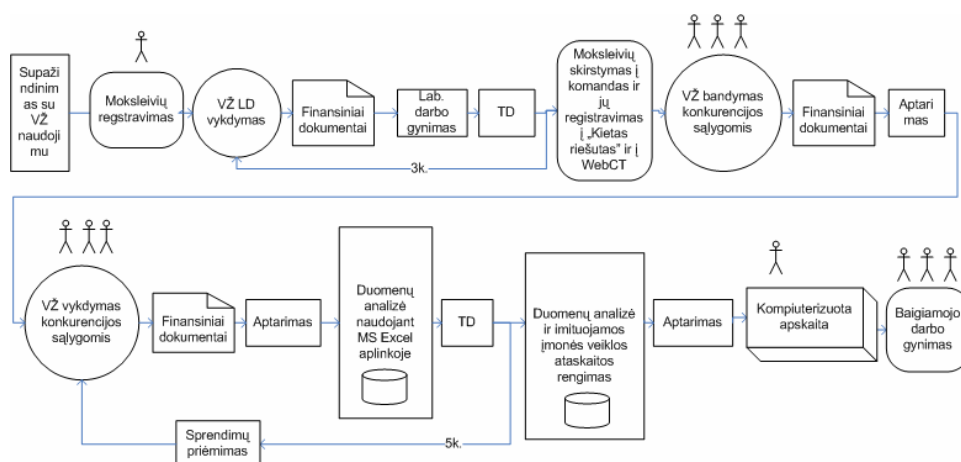 Supaži
ndinim
as su
VŽ
naudoji
mu
Moksleivių
regstravimas
VŽ LD
vykdymas
Finansiniai
dokumentai
Lab.
darbo
gynimas
TD
3k.
Moksleivių
skirstymas į
komandas ir
jų
registravimas
į „Kietas
riešutas” ir į
WebCT
VŽ bandymas
konkurencijos
sąlygomis
Finansiniai
dokumentai
Aptari
mas
VŽ vykdymas
konkurencijos
sąlygomis
Finansiniai
dokumentai
Aptarimas
Duomenų
analizė
naudojant
MS Excel
aplinkoje
TD
5k.
Sprendimų
priėmimas
Duomenų analizė
ir imituojamos
įmonės veiklos
ataskaitos
rengimas
Aptarimas
Kompiuterizuota
apskaita
Baigiamojo
darbo
gynimas